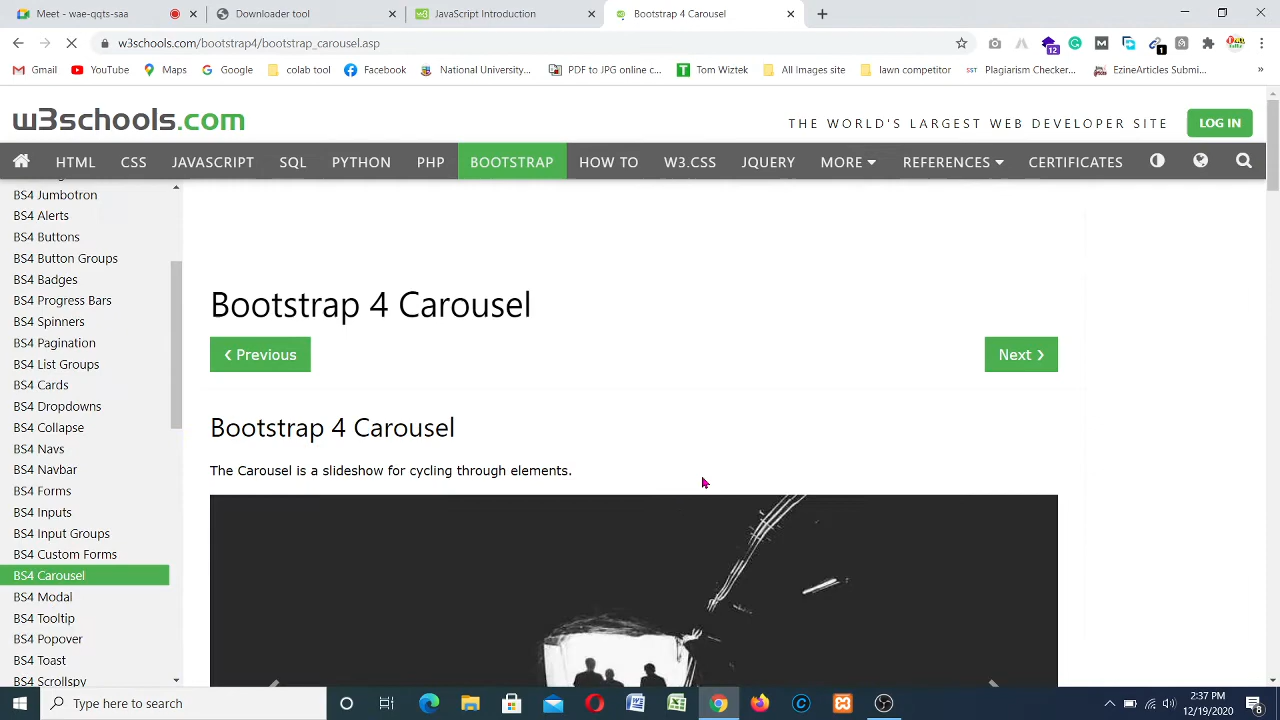 Meet – wae-qqts-sa
Downloader tool
JavaScript Introduction
Bootstrap 4 Carousel
w3schools.com/bootstrap4/bootstrap_carousel.asp
12
1
Gmail
YouTube
Maps
Google
colab tool
Facebook
National University...
PDF to JPG online c...
Tom Wiztek
All Images site
lawn competitor
Plagiarism Checker...
EzineArticles Submi...
w3schools.com
THE WORLD'S LARGEST WEB DEVELOPER SITE
LOG IN
HTML CSS JAVASCRIPT SQL PYTHON PHP BOOTSTRAP HOW TO W3.CSS JQUERY MORE REFERENCES CERTIFICATES
BS4 Jumbotron
BS4 Alerts
BS4 Buttons
BS4 Button Groups
BS4 Badges
BS4 Progress Bars
BS4 Spinners
BS4 Pagination
BS4 List Groups
BS4 Cards
BS4 Dropdowns
BS4 Collapse
BS4 Navs
BS4 Navbar
BS4 Forms
BS4 Inputs
BS4 Input Groups
BS4 Custom Forms
BS4 Carousel
BS4 Modal
BS4 Tooltip
BS4 Popover
BS4 Toast
BS4 Scrollspy
Bootstrap 4 Carousel
❮ Previous
Next ❯
Bootstrap 4 Carousel
The Carousel is a slideshow for cycling through elements.
Type here to search
2:37 PM
12/19/2020
8